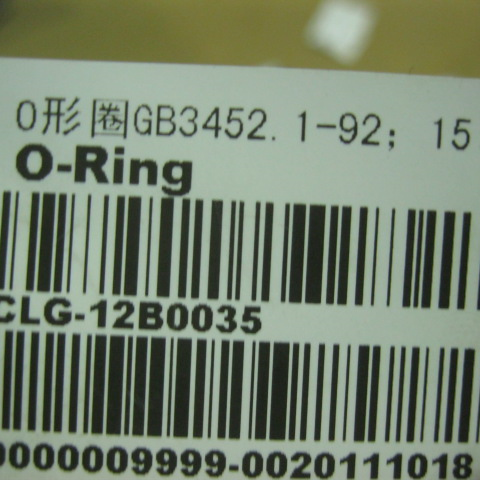 O形圈GB3452.1-92; 15
O-Ring
CLG-12B0035
0000009999-0020111018